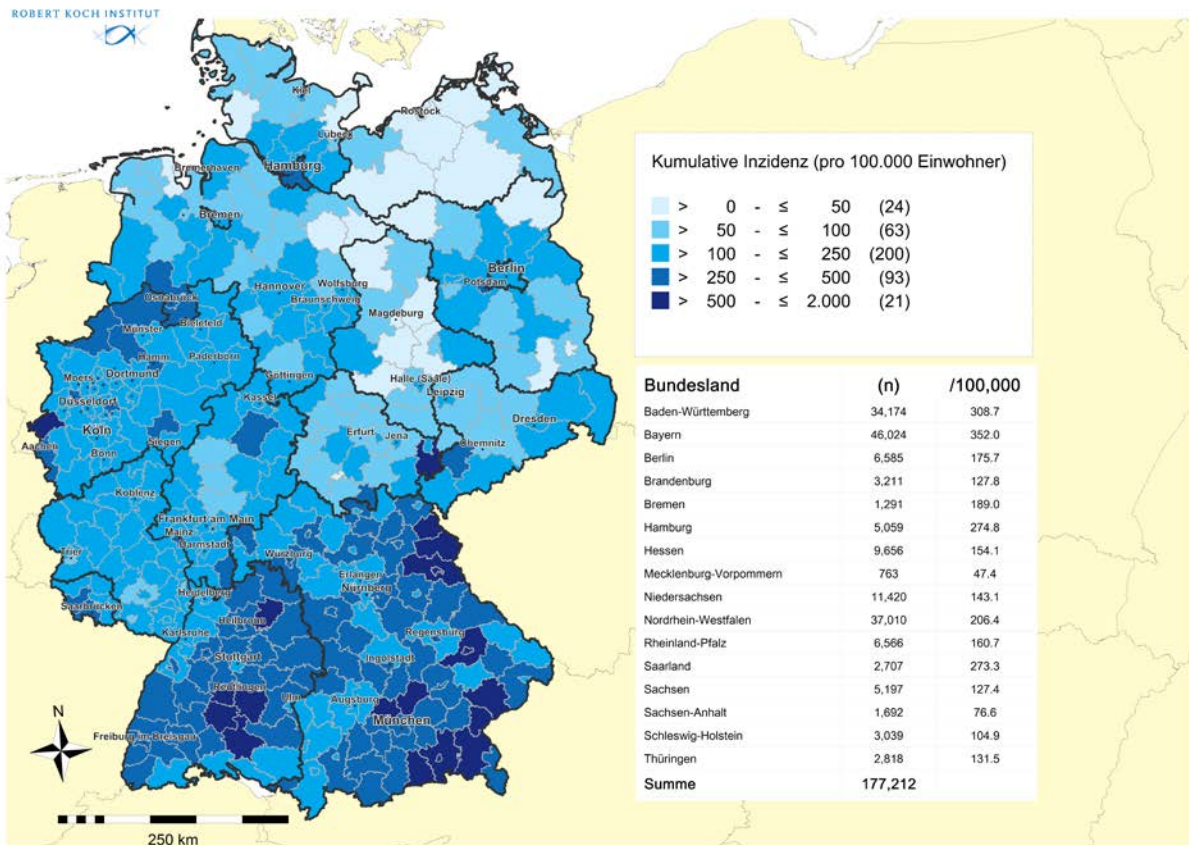 ROBERT KOCH INSTITUT
Kiel
Rostock
Lübeck
Hamburg
Bremerhaven
Bremen
Berlin
Potsdam
Wolfsburg
Hannover
Braunschweig
Osnabrück
Magdeburg
Bielefeld
Münster
Hamm
Paderborn
Göttingen
Halle (Saale)
Leipzig
Moers
Dortmund
Düsseldorf
Kassel
Dresden
Köln
Erfurt
Jena
Chemnitz
Aachen
Siegen
Bonn
Koblenz
Frankfurt am Main
Mainz
Darmstadt
Trier
Würzburg
Erlangen
Nürnberg
Heidelberg
Saarbrücken
Heilbronn
Karlsruhe
Regensburg
Stuttgart
Ingolstadt
Reutlingen
Ulm
Augsburg
München
Freiburg im Breisgau
N
250 km
Kumulative Inzidenz (pro 100.000 Einwohner)
> 0 - ≤ 50 (24)
> 50 - ≤ 100 (63)
> 100 - ≤ 250 (200)
> 250 - ≤ 500 (93)
> 500 - ≤ 2.000 (21)
Bundesland (n) /100,000
Baden-Württemberg 34,174 308.7
Bayern 46,024 352.0
Berlin 6,585 175.7
Brandenburg 3,211 127.8
Bremen 1,291 189.0
Hamburg 5,059 274.8
Hessen 9,656 154.1
Mecklenburg-Vorpommern 763 47.4
Niedersachsen 11,420 143.1
Nordrhein-Westfalen 37,010 206.4
Rheinland-Pfalz 6,566 160.7
Saarland 2,707 273.3
Sachsen 5,197 127.4
Sachsen-Anhalt 1,692 76.6
Schleswig-Holstein 3,039 104.9
Thüringen 2,818 131.5
Summe 177,212